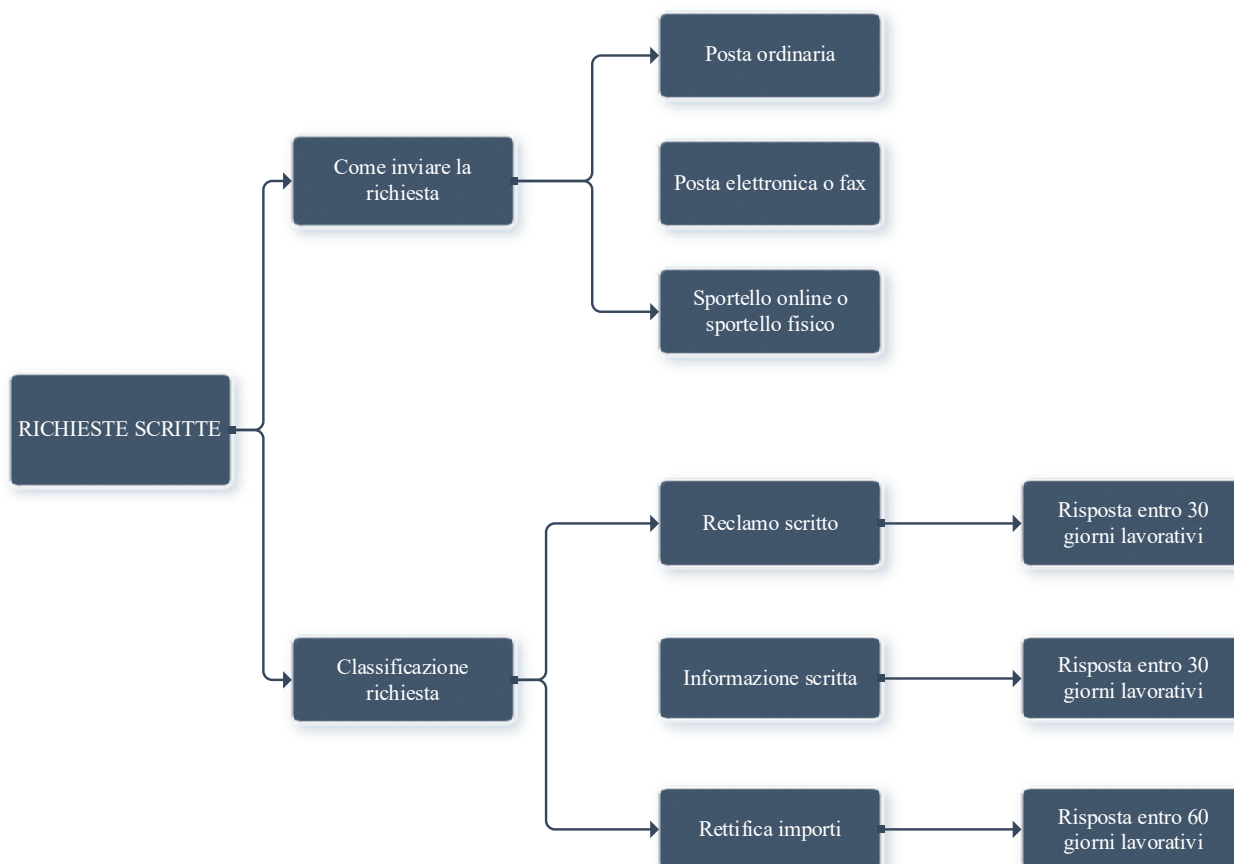 Posta ordinaria
Come inviare la
richiesta
Posta elettronica o fax
Sportello online o
sportello fisico
RICHIESTE SCRITTE
Reclamo scritto
Risposta entro 30
giorni lavorativi
Classificazione
richiesta
Informazione scritta
Risposta entro 30
giorni lavorativi
Rettifica importi
Risposta entro 60
giorni lavorativi